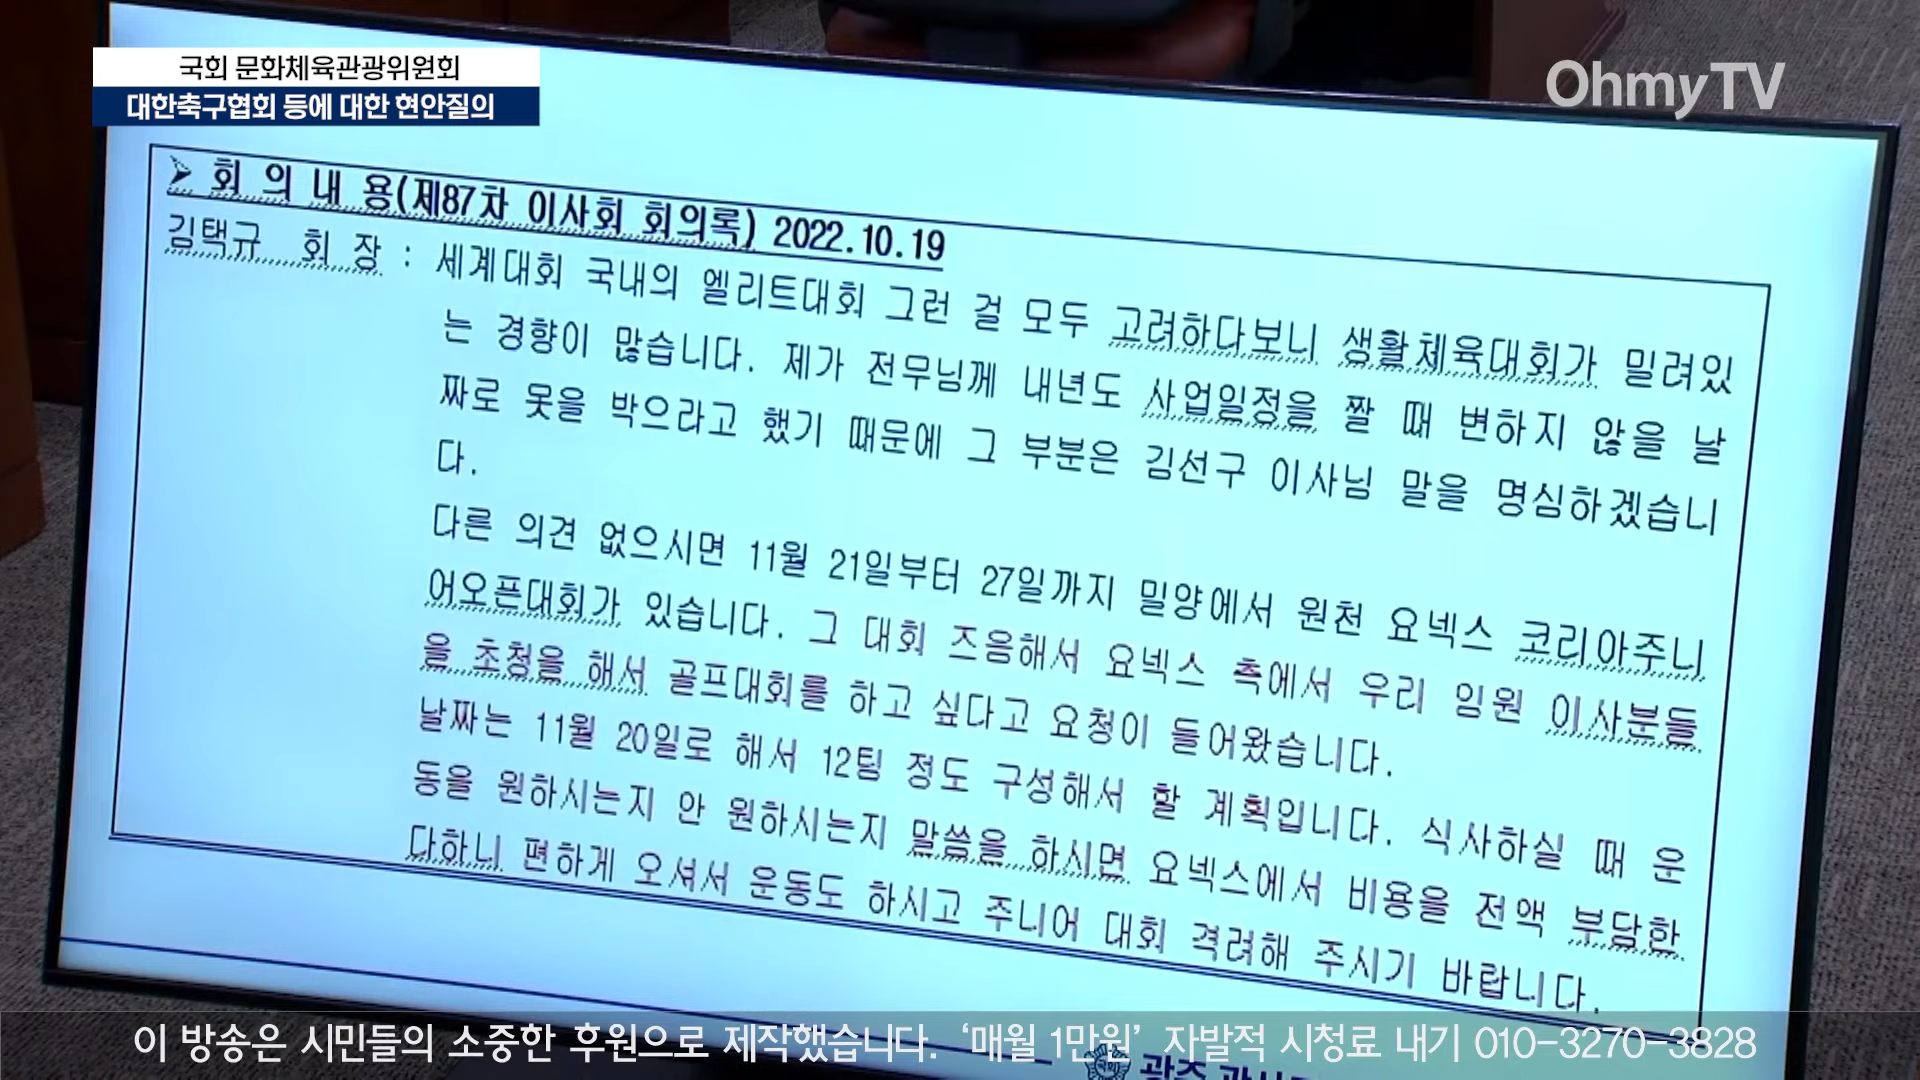 국회 문화체육관광위원회
대한축구협회 등에 대한 현안질의
OhmyTV
➢ 회 의 내 용(제87차 이사회 회의록) 2022.10.19
김택규 회 장 : 세계대회 국내의 엘리트대회 그런 걸 모두 고려하다보니 생활체육대회가 밀려있
는 경향이 많습니다. 제가 전무님께 내년도 사업일정을 짤 때 변하지 않을 날
짜로 못을 박으라고 했기 때문에 그 부분은 김선구 이사님 말을 명심하겠습니
다.
다른 의견 없으시면 11월 21일부터 27일까지 밀양에서 원천 요넥스 코리아주니
어오픈대회가 있습니다. 그 대회 즈음해서 요넥스 측에서 우리 임원 이사분들
을 초청을 해서 골프대회를 하고 싶다고 요청이 들어왔습니다.
날짜는 11월 20일로 해서 12팀 정도 구성해서 할 계획입니다. 식사하실 때 운
동을 원하시는지 안 원하시는지 말씀을 하시면 요넥스에서 비용을 전액 부담한
다하니 편하게 오셔서 운동도 하시고 주니어 대회 격려해 주시기 바랍니다.
이 방송은 시민들의 소중한 후원으로 제작했습니다. ‘매월 1만원’ 자발적 시청료 내기 010-3270-3828
국회 광주